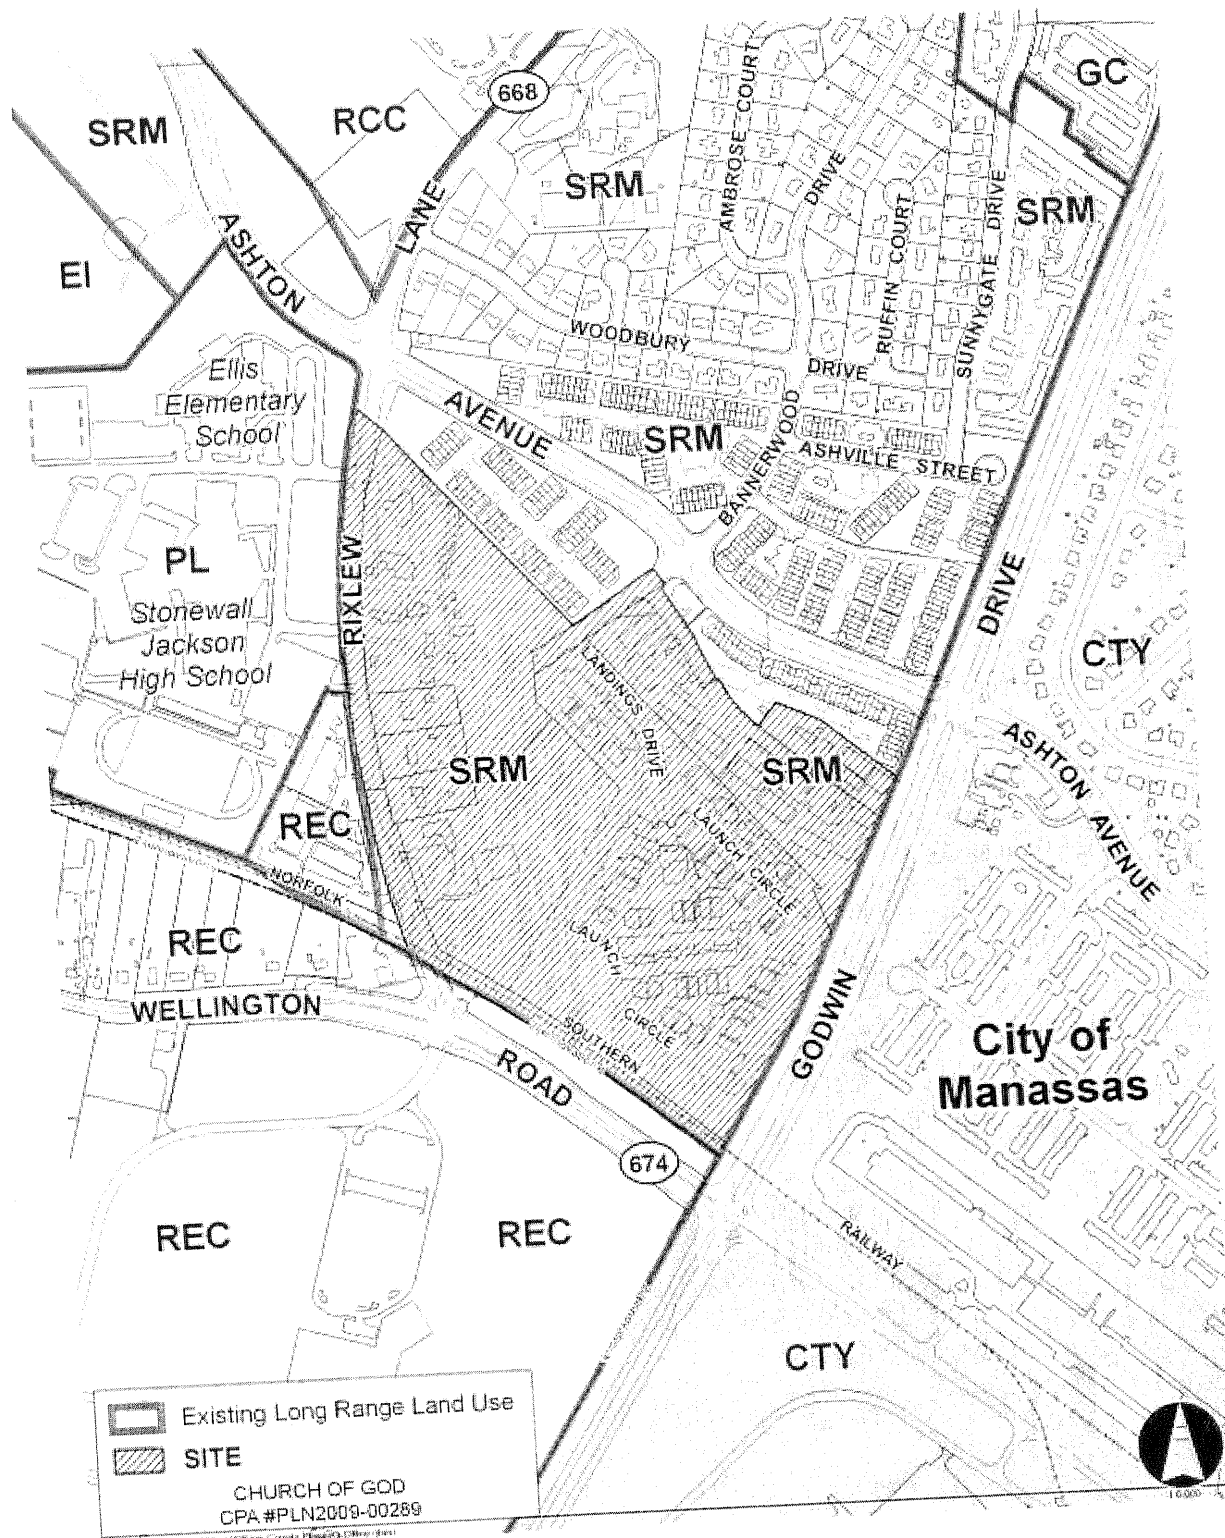 GC
668
SRM
RCC
AMBROSE COURT
DRIVE
SRM
LANE
RUFFIN COURT
SUNNYGATE DRIVE
SRM
ASHTON
EI
WOODBURY
DRIVE
Ellis
Elementary
School
AVENUE
SRM
BANNERWOOD
ASHVILLE STREET
PL
RIXLEW
Stonewall
Jackson
High School
DRIVE
CTY
LANDINGS DRIVE
SRM
SRM
ASHTON AVENUE
REC
LAUNCH CIRCLE
NORFOLK
REC
LAUNCH
CIRCLE
WELLINGTON
SOUTHERN
ROAD
GODWIN
City of
Manassas
674
REC
REC
RAILWAY
CTY
Existing Long Range Land Use
SITE
CHURCH OF GOD
CPA #PLN2009-00289